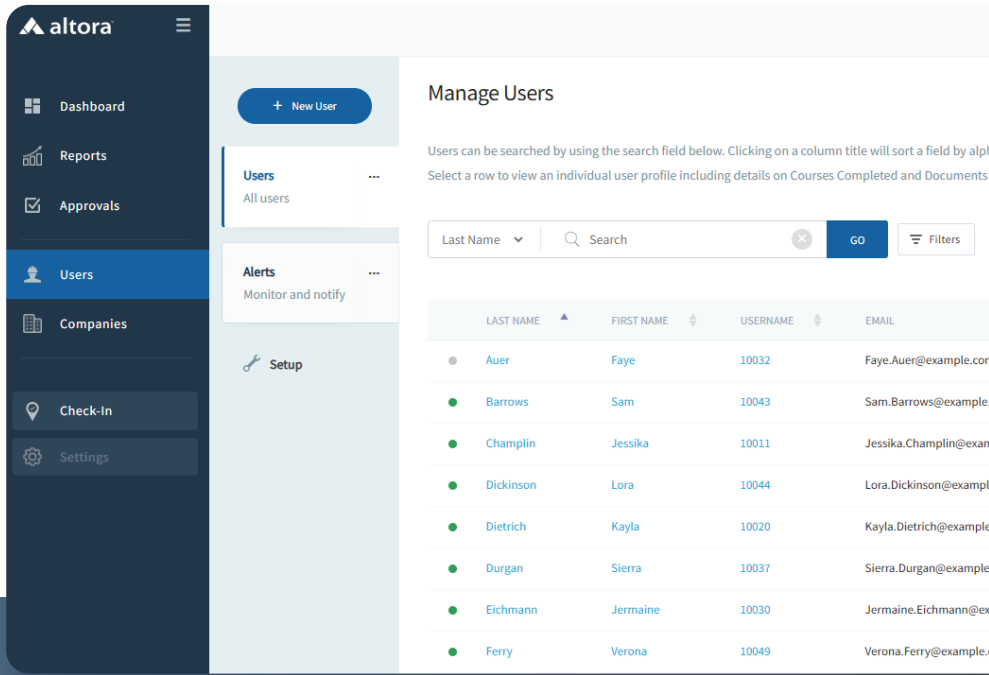 altora
Dashboard
Reports
Approvals
Users
Companies
Check-In
Settings
+ New User
Users ...
All users
Alerts ...
Monitor and notify
Setup
Manage Users
Users can be searched by using the search field below. Clicking on a column title will sort a field by alph
Select a row to view an individual user profile including details on Courses Completed and Documents
Last Name Search GO Filters
LAST NAME FIRST NAME USERNAME EMAIL
Auer Faye 10032 Faye.Auer@example.com
Barrows Sam 10043 Sam.Barrows@example.
Champlin Jessika 10011 Jessika.Champlin@exam
Dickinson Lora 10044 Lora.Dickinson@exampl
Dietrich Kayla 10020 Kayla.Dietrich@example
Durgan Sierra 10037 Sierra.Durgan@example
Eichmann Jermaine 10030 Jermaine.Eichmann@ex
Ferry Verona 10049 Verona.Ferry@example.